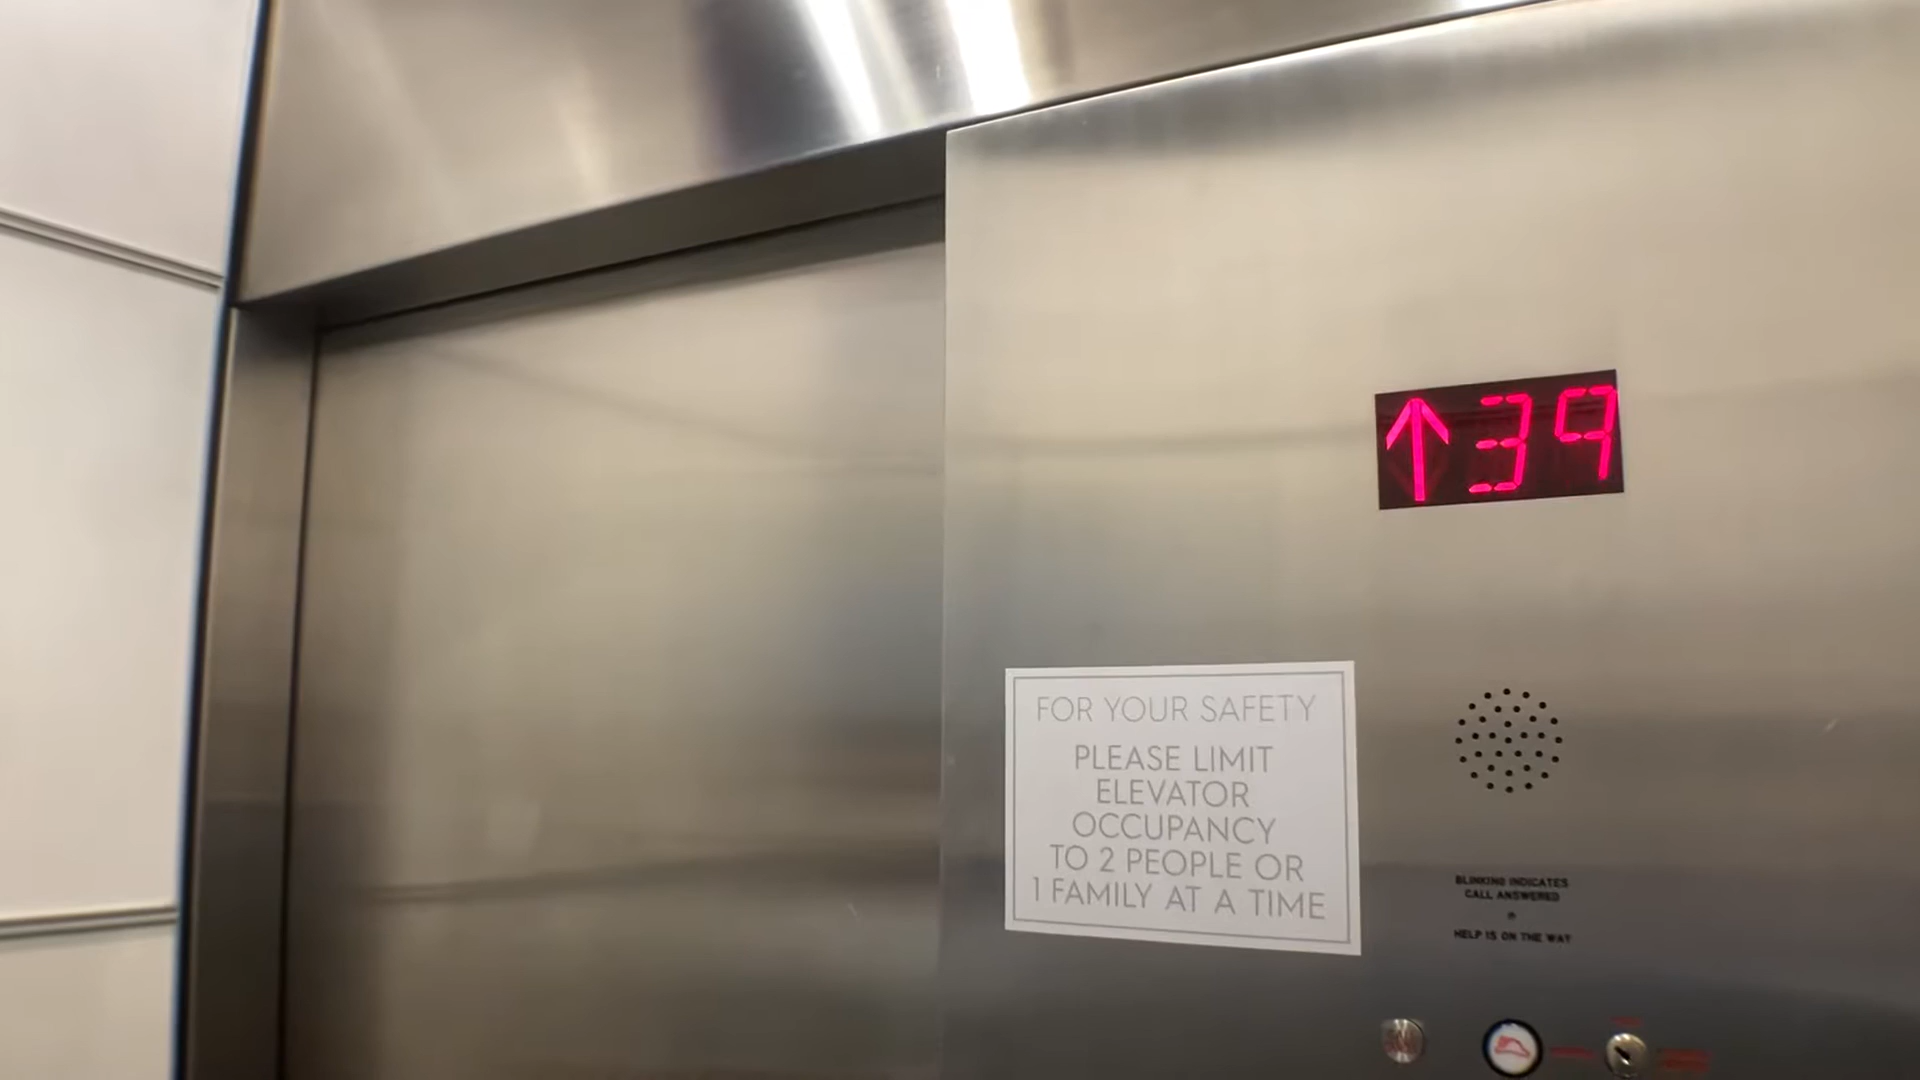 ↑39
FOR YOUR SAFETY
PLEASE LIMIT
ELEVATOR
OCCUPANCY
TO 2 PEOPLE OR
1 FAMILY AT A TIME
BLINKING INDICATES
CALL ANSWERED
HELP IS ON THE WAY